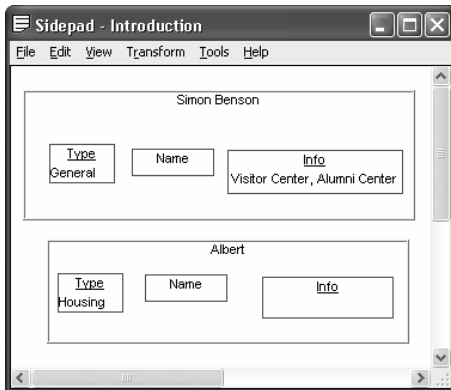 Sidepad - Introduction
File Edit View Transform Tools Help
Simon Benson
Type Name Info
General Visitor Center, Alumni Center
Albert
Type Name Info
Housing